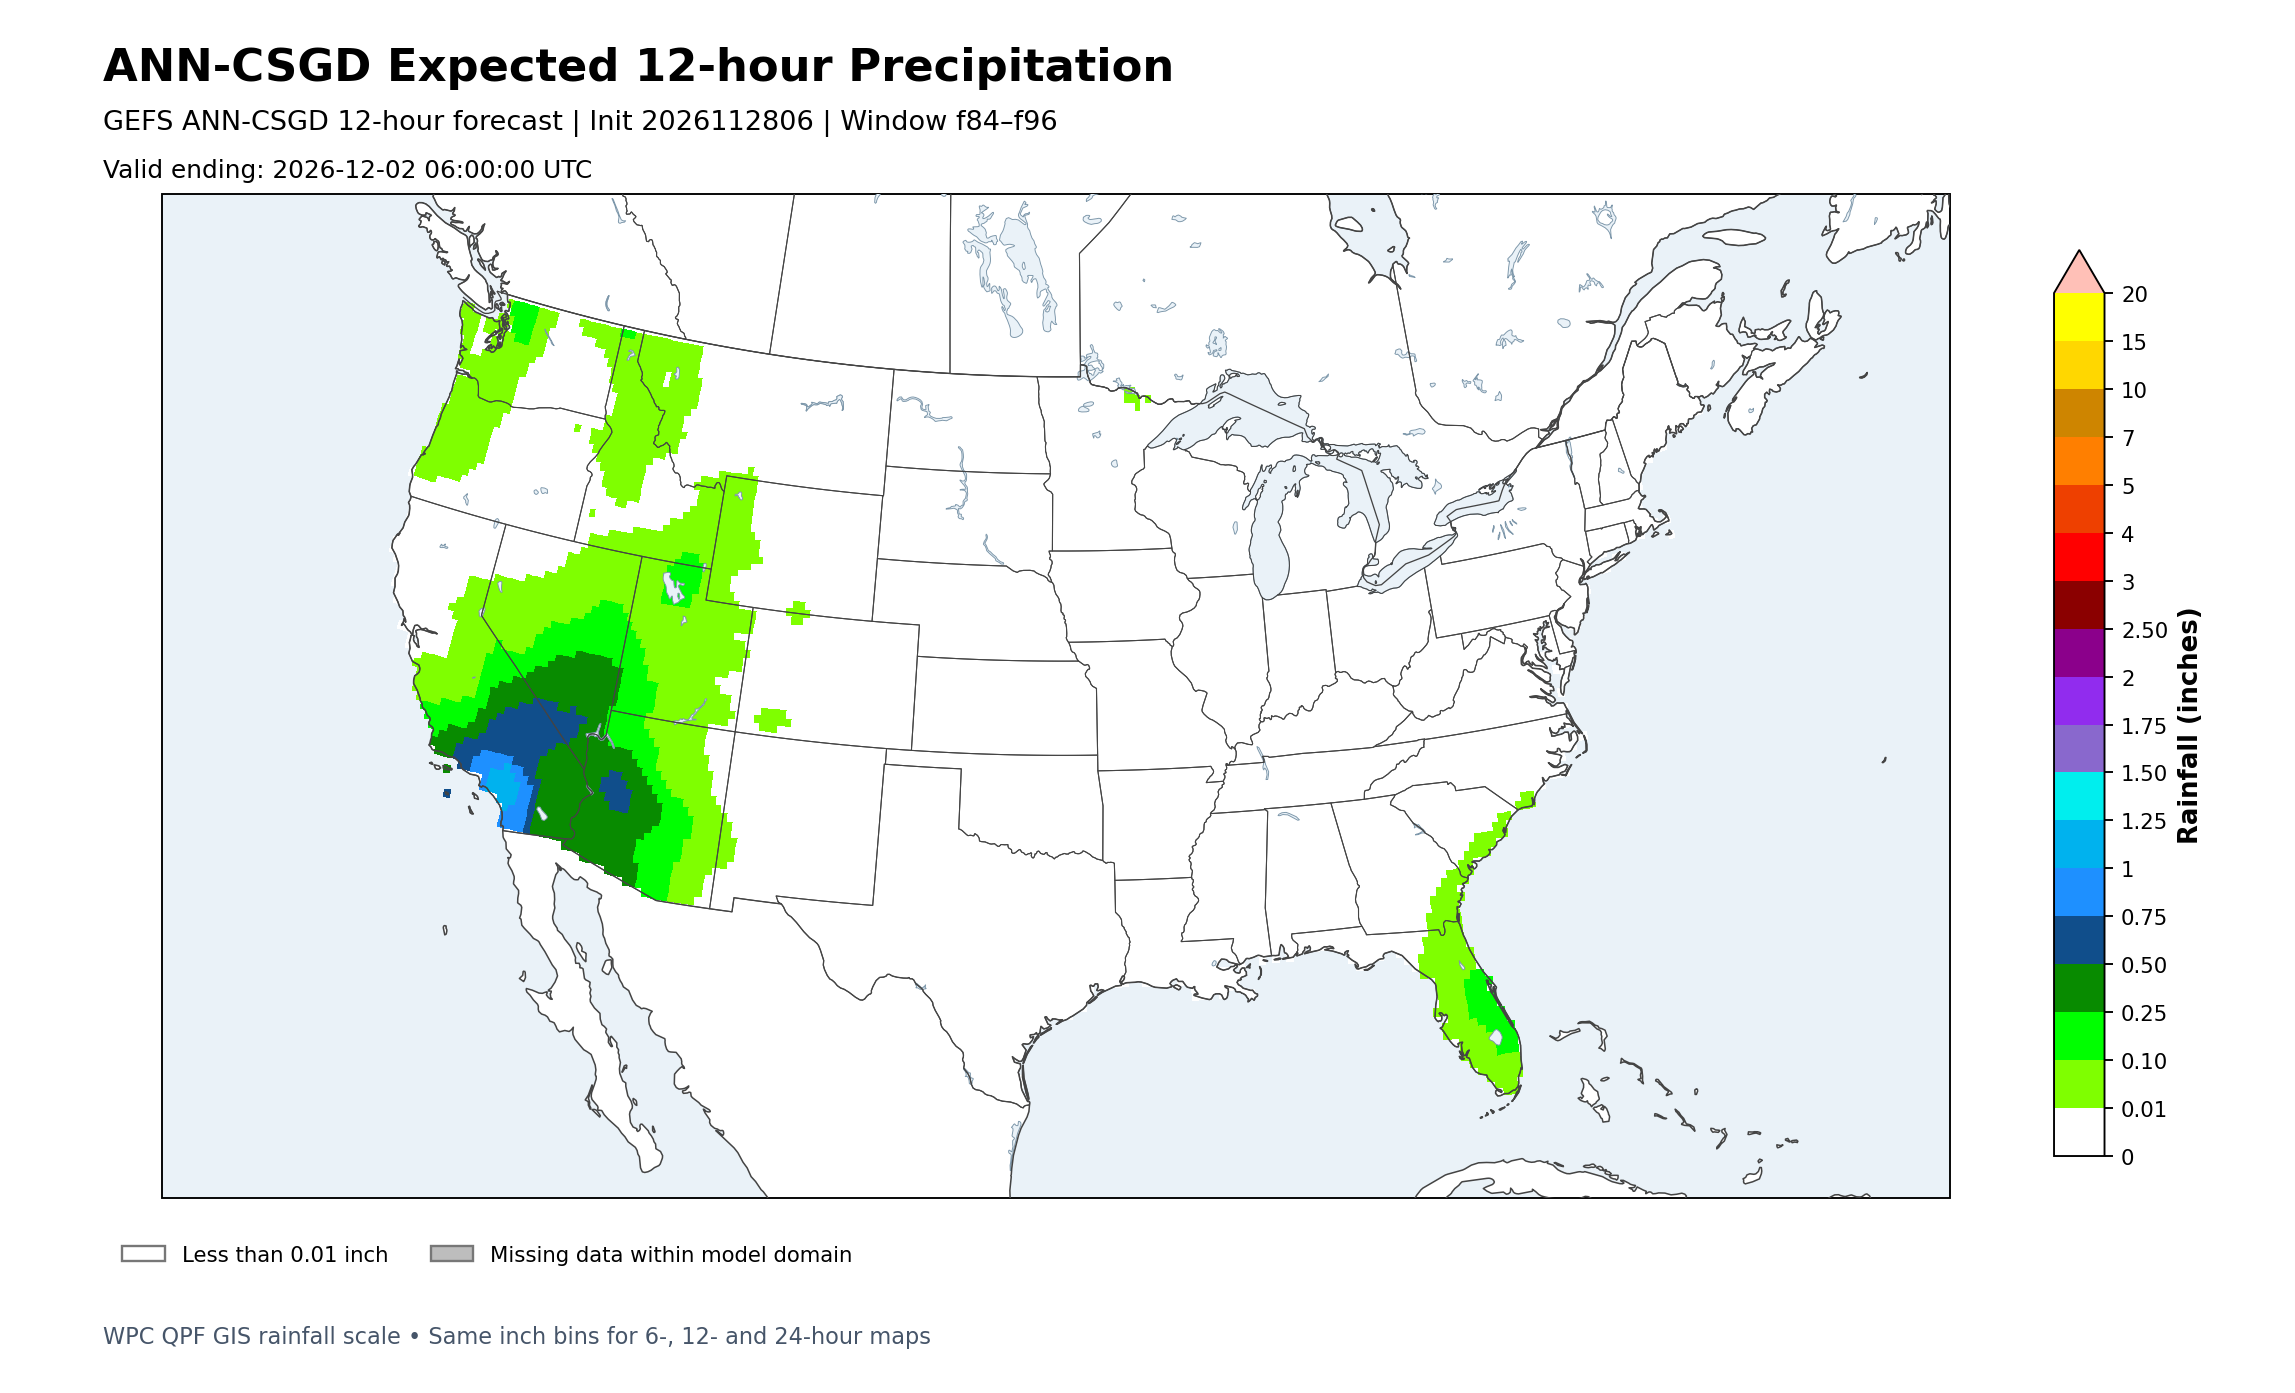 ANN-CSGD Expected 12-hour Precipitation
GEFS ANN-CSGD 12-hour forecast | Init 2026112806 | Window f84–f96
Valid ending: 2026-12-02 06:00:00 UTC
20
15
10
7
5
4
3
2.50
2
1.75
1.50
1.25
1
0.75
0.50
0.25
0.10
0.01
0
Rainfall (inches)
Less than 0.01 inch
Missing data within model domain
WPC QPF GIS rainfall scale • Same inch bins for 6-, 12- and 24-hour maps